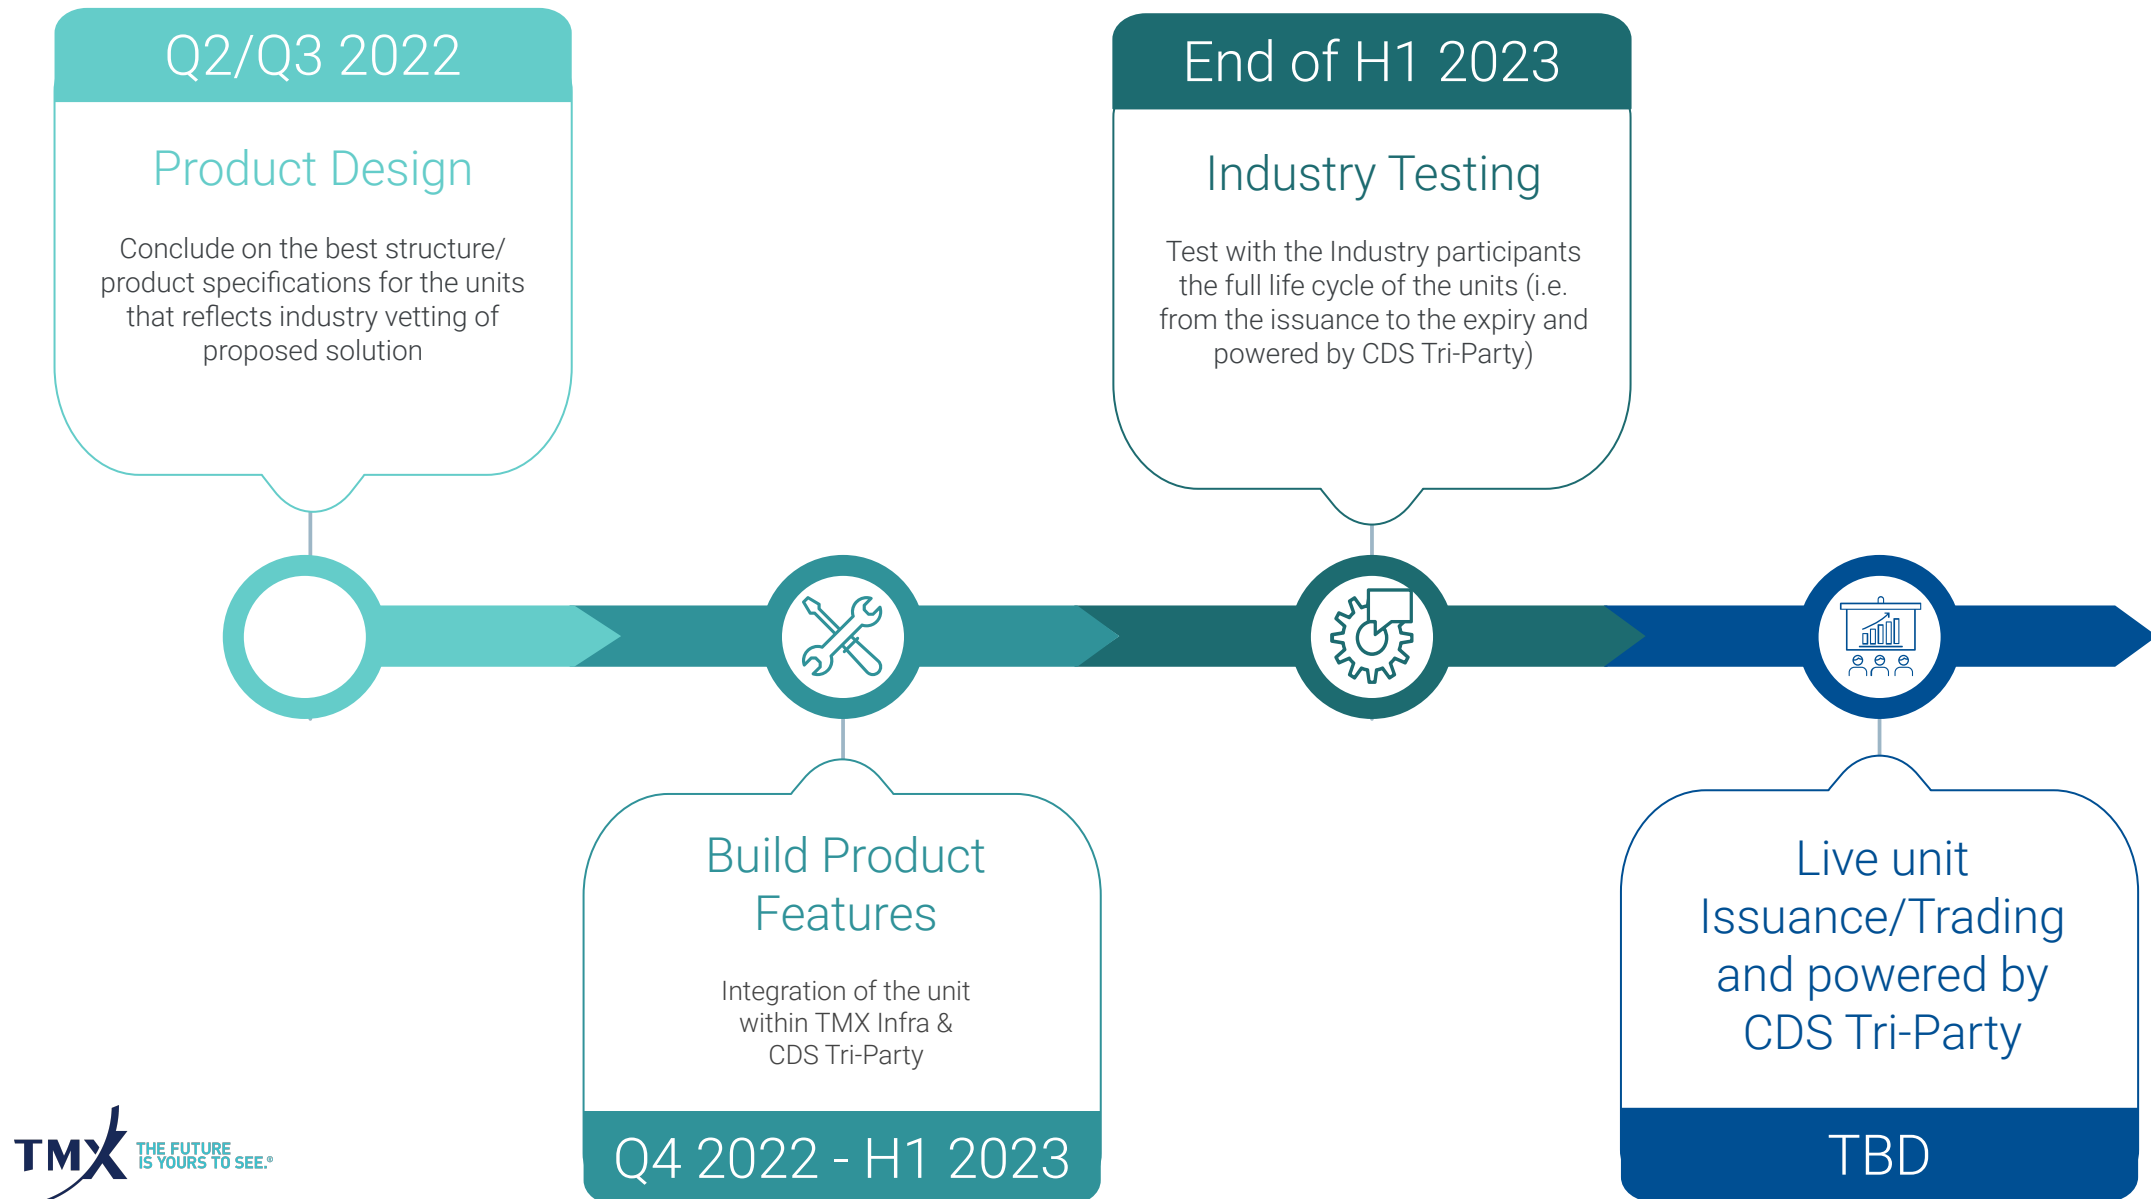 Q2/Q3 2022
Product Design
Conclude on the best structure/
product specifications for the units
that reflects industry vetting of
proposed solution
End of H1 2023
Industry Testing
Test with the Industry participants
the full life cycle of the units (i.e.
from the issuance to the expiry and
powered by CDS Tri-Party)
Build Product
Features
Integration of the unit
within TMX Infra &
CDS Tri-Party
Q4 2022 - H1 2023
Live unit
Issuance/Trading
and powered by
CDS Tri-Party
TBD
TMX
THE FUTURE
IS YOURS TO SEE.®